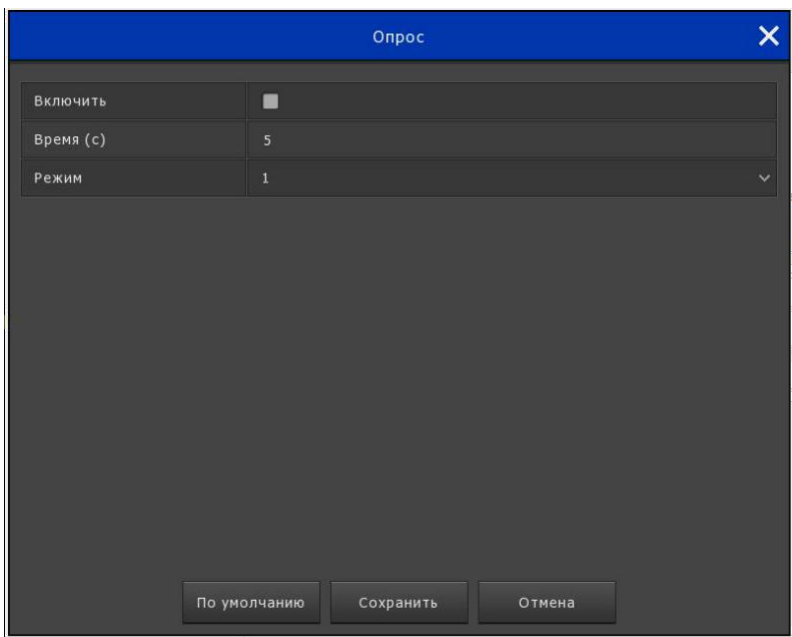 Опрос
Включить
Время (с) 5
Режим 1
По умолчанию Сохранить Отмена